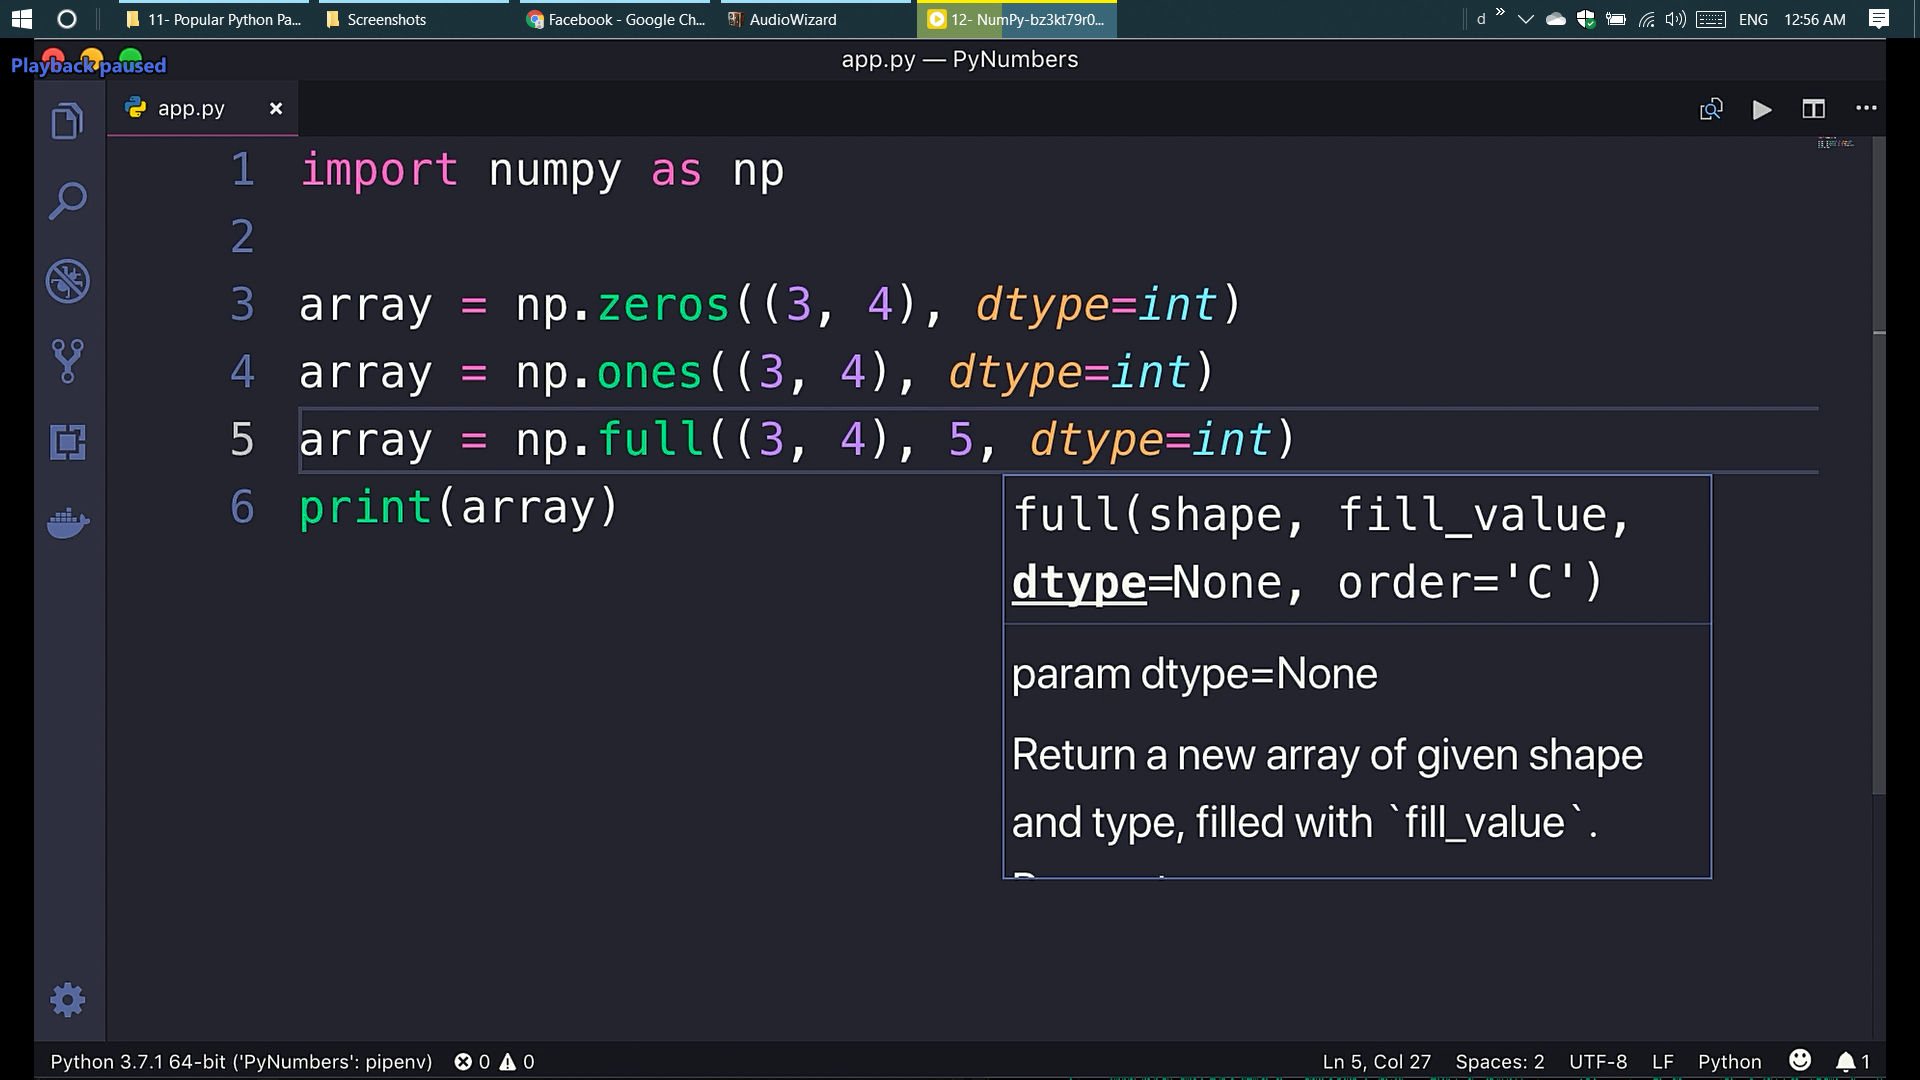 11- Popular Python Pa...
Screenshots
Facebook - Google Ch...
AudioWizard
12- NumPy-bz3kt79r0...
d
ENG
12:56 AM
Playback paused
app.py — PyNumbers
app.py
1 import numpy as np
2
3 array = np.zeros((3, 4), dtype=int)
4 array = np.ones((3, 4), dtype=int)
5 array = np.full((3, 4), 5, dtype=int)
6 print(array)
full(shape, fill_value,
dtype=None, order='C')
param dtype=None
Return a new array of given shape
and type, filled with `fill_value`.
Python 3.7.1 64-bit ('PyNumbers': pipenv) 0 0
Ln 5, Col 27 Spaces: 2 UTF-8 LF Python 1